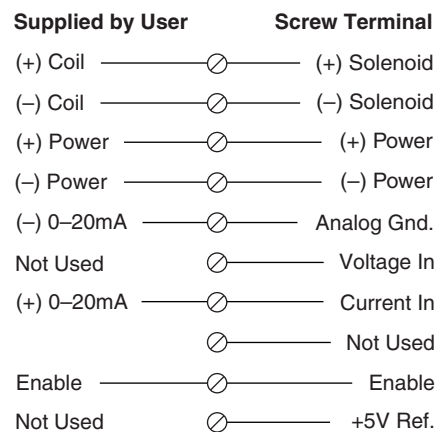 Supplied by User Screw Terminal
(+) Coil (+) Solenoid
(–) Coil (–) Solenoid
(+) Power (+) Power
(–) Power (–) Power
(–) 0–20mA Analog Gnd.
Not Used Voltage In
(+) 0–20mA Current In
Not Used
Enable Enable
Not Used +5V Ref.